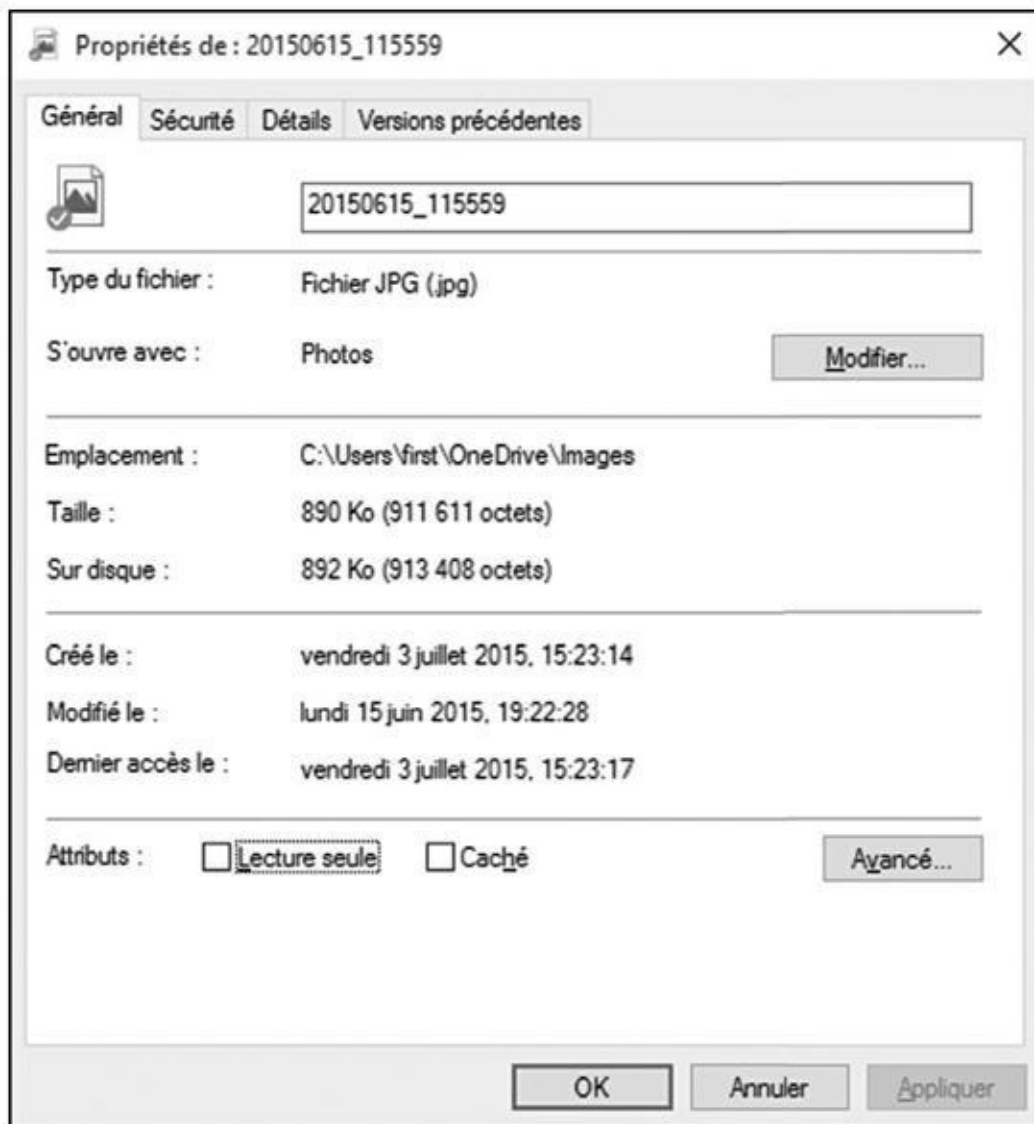 Propriétés de : 20150615_115559
Général Sécurité Détails Versions précédentes
20150615_115559
Type du fichier : Fichier JPG (.jpg)
S'ouvre avec : Photos Modifier...
Emplacement : C:\Users\first\OneDrive\Images
Taille : 890 Ko (911 611 octets)
Sur disque : 892 Ko (913 408 octets)
Créé le : vendredi 3 juillet 2015, 15:23:14
Modifié le : lundi 15 juin 2015, 19:22:28
Dernier accès le : vendredi 3 juillet 2015, 15:23:17
Attributs : Lecture seule Caché Avancé...
OK Annuler Appliquer